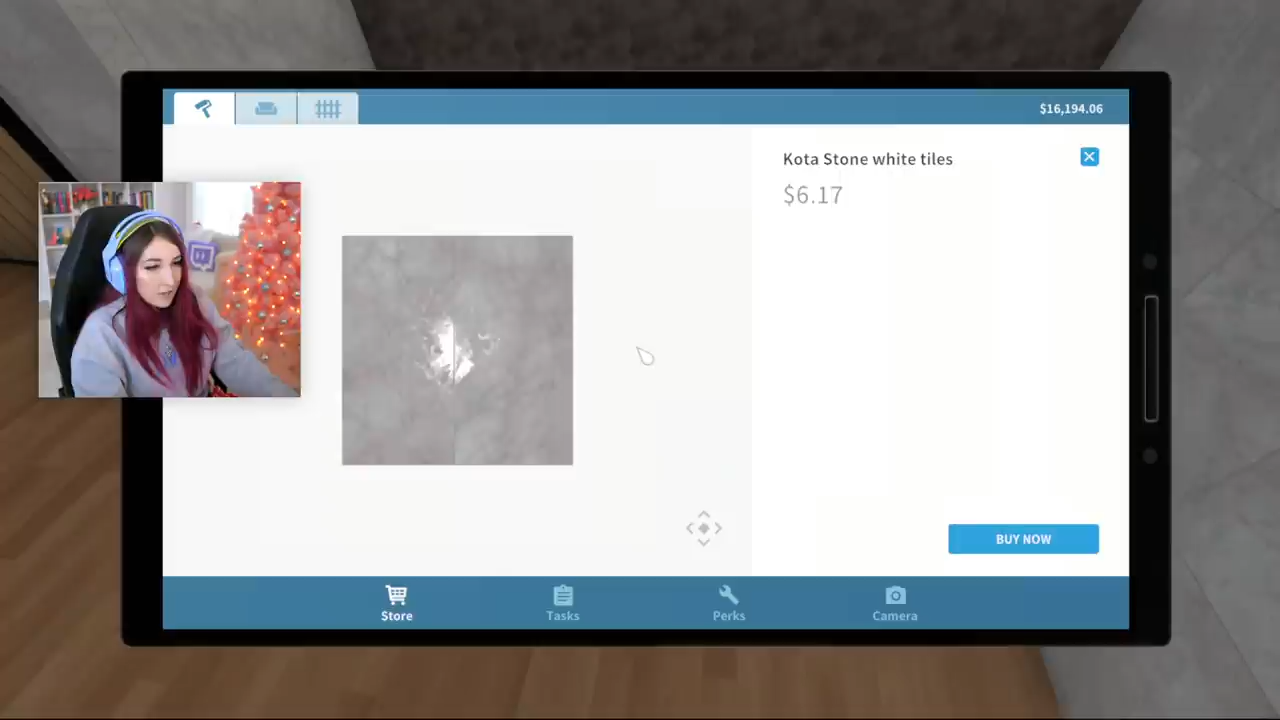 $16,194.06
Kota Stone white tiles
$6.17
BUY NOW
Store
Tasks
Perks
Camera